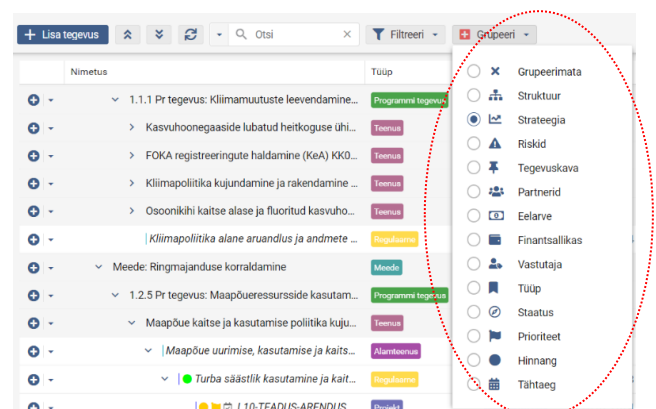 + Lisa tegevus Otsi × Filtreeri Grupeeri
Nimetus Tüüp
1.1.1 Pr tegevus: Kliimamuutuste leevendamine... Programmi tegevus
Kasvuhoonegaaside lubatud heitkoguse ühi... Teenus
FOKA registreeringute haldamine (KeA) KK0... Teenus
Kliimapoliitika kujundamine ja rakendamine ... Teenus
Osoonikihi kaitse alase ja fluoritud kasvuho... Teenus
Kliimapoliitika alane aruandlus ja andmete ... Regulaarne
Meede: Ringmajanduse korraldamine Meede
1.2.5 Pr tegevus: Maapõueressursside kasutam... Programmi tegevus
Maapõue kaitse ja kasutamise poliitika kuju... Teenus
Maapõue uurimise, kasutamise ja kaits... Alamteenus
Turba säästlik kasutamine ja kait... Regulaarne
L10-TEADUS-ARENDUS Projekt
Grupeerimata
Struktuur
Strateegia
Riskid
Tegevuskava
Partnerid
Eelarve
Finantsallikas
Vastutaja
Tüüp
Staatus
Prioriteet
Hinnang
Tähtaeg